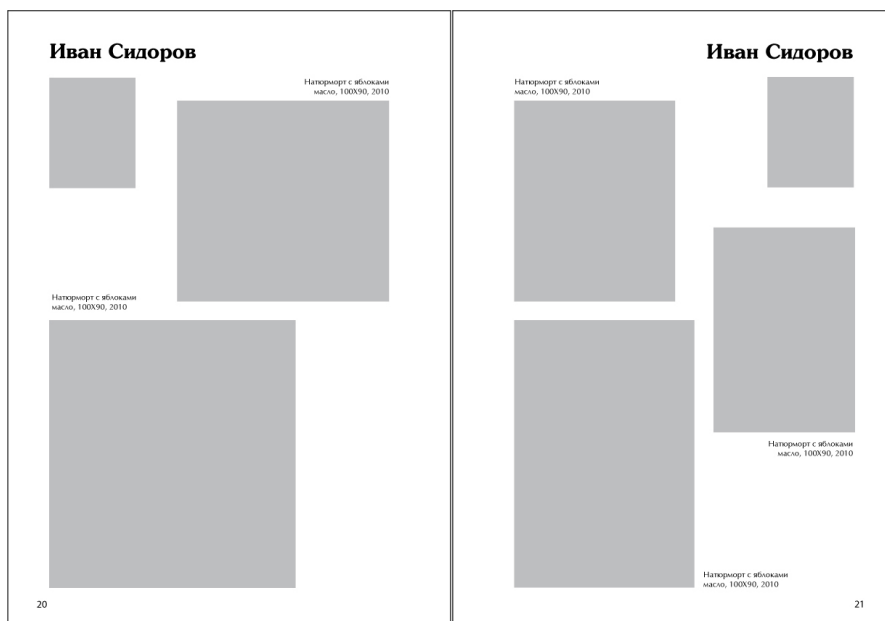 Иван Сидоров
Натюрморт с яблоками
масло, 100X90, 2010
Натюрморт с яблоками
масло, 100X90, 2010
20
Иван Сидоров
Натюрморт с яблоками
масло, 100X90, 2010
Натюрморт с яблоками
масло, 100X90, 2010
Натюрморт с яблоками
масло, 100X90, 2010
21